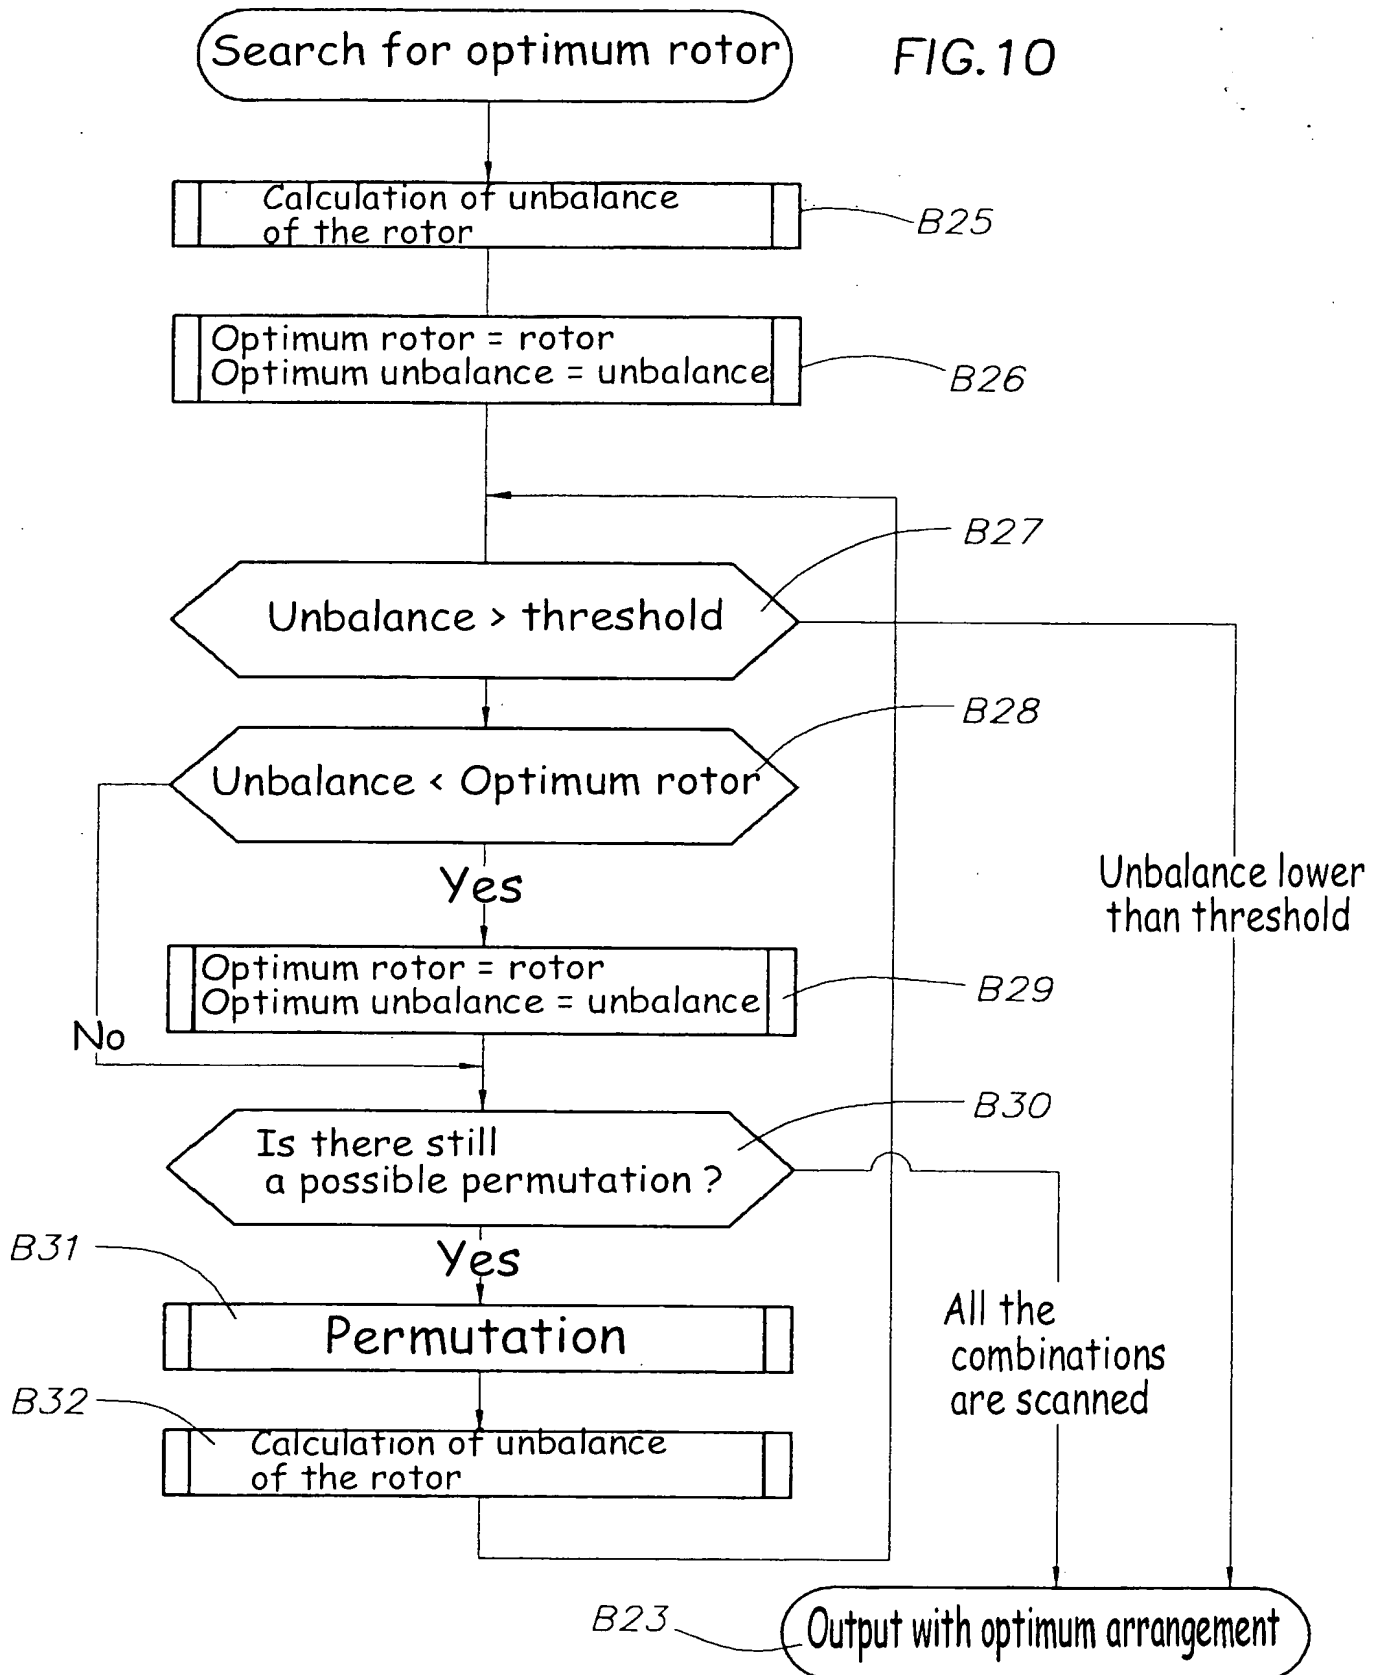 Search for optimum rotor
FIG.10
Calculation of unbalance
of the rotor
B25
Optimum rotor = rotor
Optimum unbalance = unbalance
B26
B27
Unbalance > threshold
B28
Unbalance < Optimum rotor
Yes
Unbalance lower
than threshold
Optimum rotor = rotor
Optimum unbalance = unbalance
B29
No
B30
Is there still
a possible permutation ?
B31
Yes
Permutation
All the
combinations
are scanned
B32
Calculation of unbalance
of the rotor
B23
Output with optimum arrangement